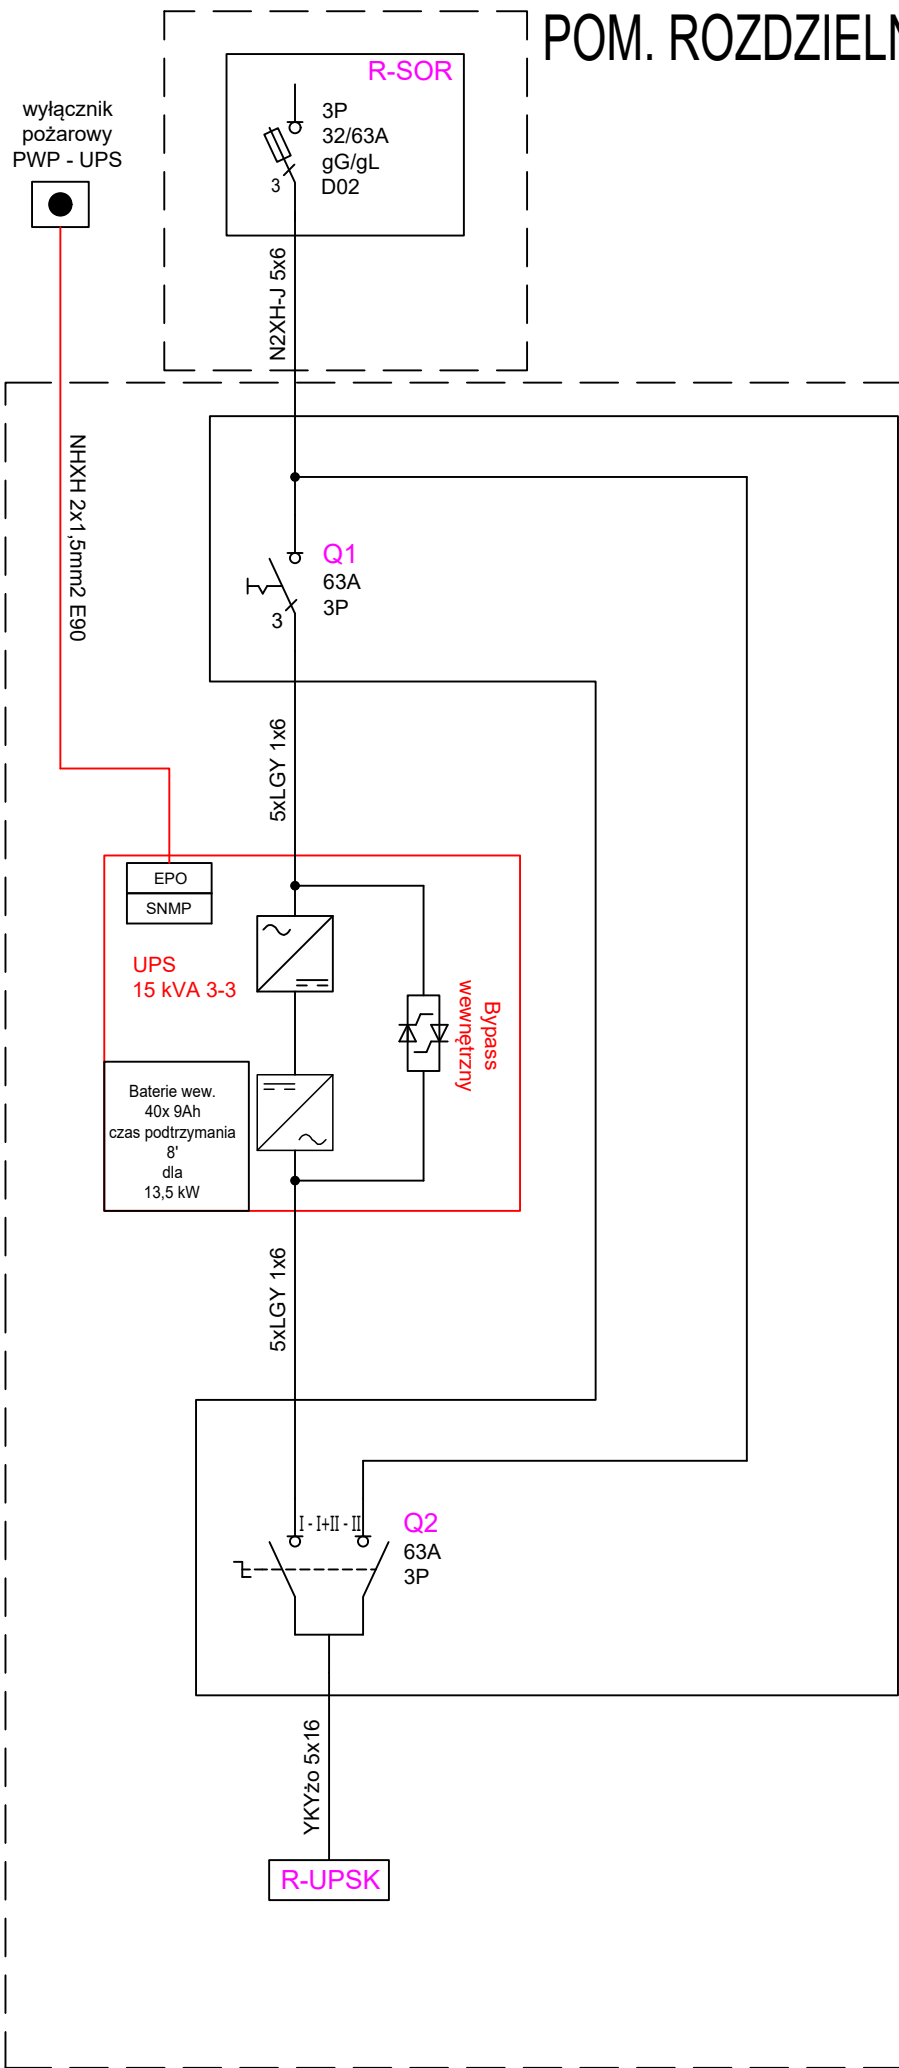 POM. ROZDZIELN
R-SOR
wyłącznik
pożarowy
PWP - UPS
3P
32/63A
gG/gL
D02
3
N2XH-J 5x6
NHXH 2x1,5mm2 E90
Q1
63A
3P
3
5xLGY 1x6
EPO
SNMP
UPS
15 kVA 3-3
Bypass
wewnętrzny
Baterie wew.
40x 9Ah
czas podtrzymania
8'
dla
13,5 kW
5xLGY 1x6
I - I+II - II
Q2
63A
3P
YKYżo 5x16
R-UPSK